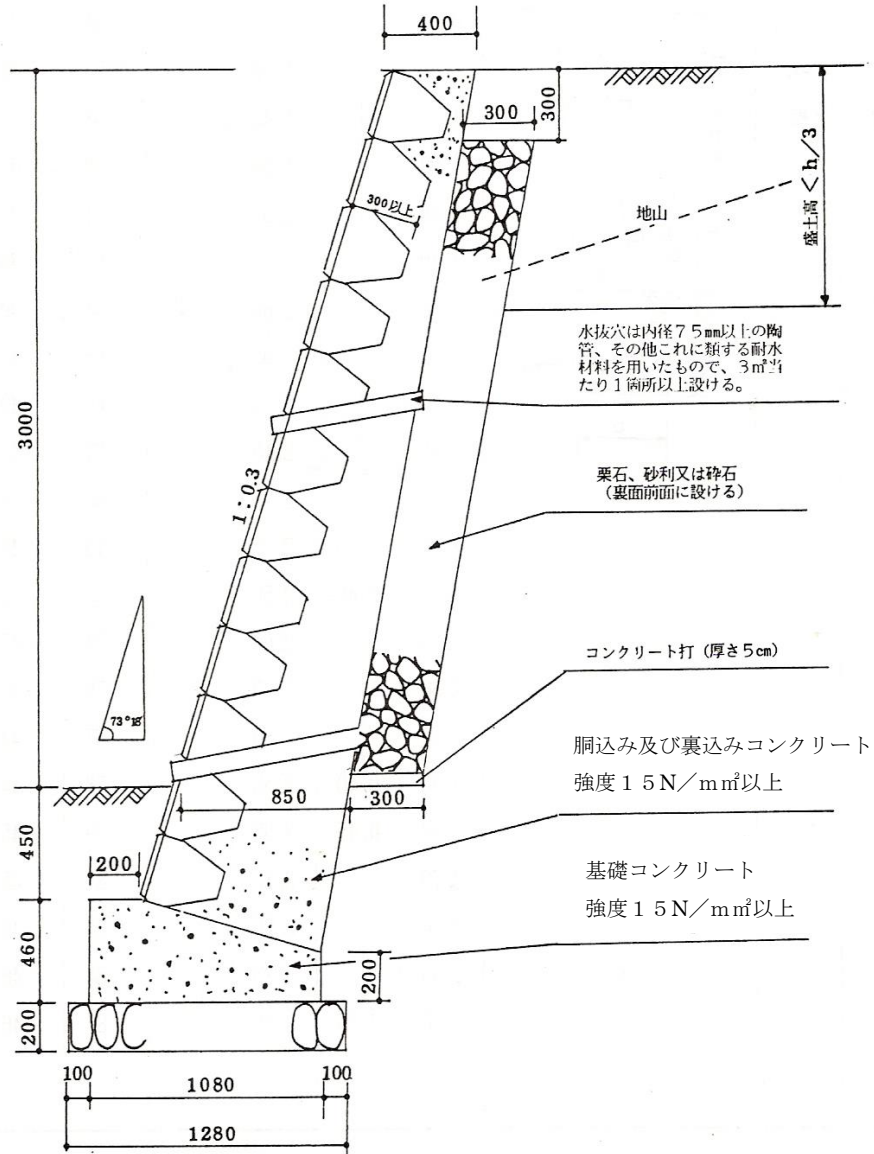 400
300
300
300以上
地山
盛土高 < h/3
水抜穴は内径75mm以上の陶
管、その他これに類する耐水
材料を用いたもので、3㎡当
たり1箇所以上設ける。
3000
1:0.3
栗石、砂利又は砕石
(裏面前面に設ける)
コンクリート打(厚さ5cm)
73°18′
胴込み及び裏込みコンクリート
強度15N/mm²以上
850
300
450
200
基礎コンクリート
強度15N/mm²以上
460
200
200
100
1080
100
1280